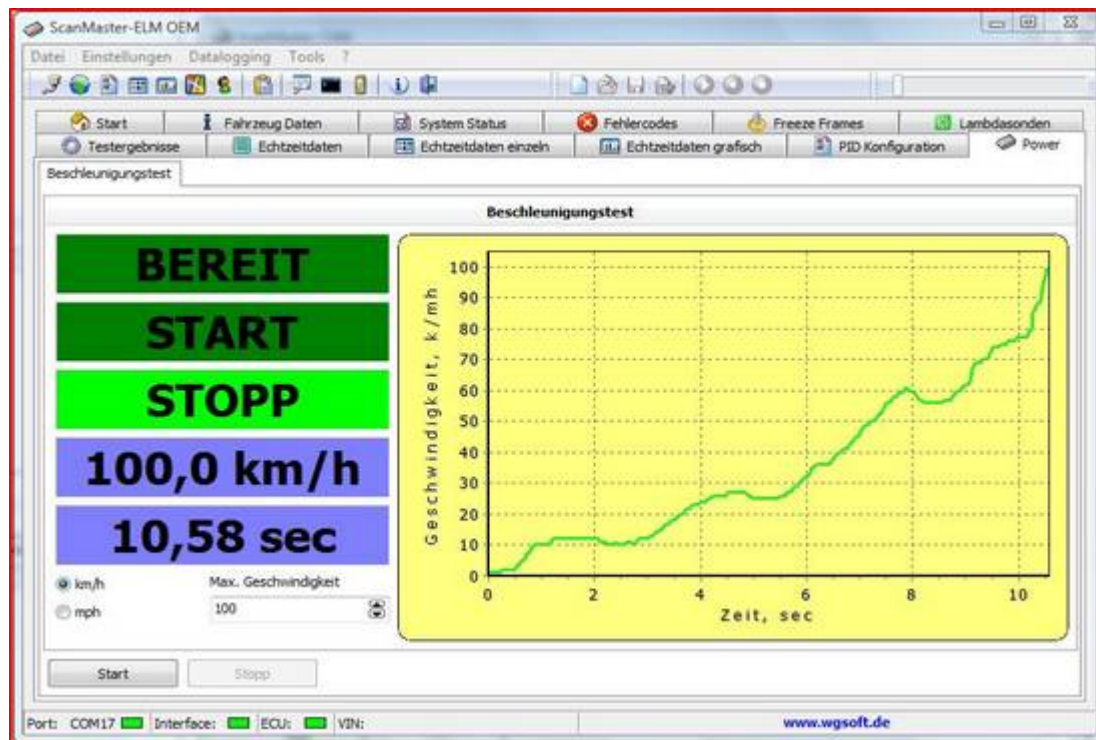 ScanMaster-ELM OEM
Datei Einstellungen Datalogging Tools ?
Start Fahrzeug Daten System Status Fehlercodes Freeze Frames Lambdasonden
Testergebnisse Echtzeitdaten Echtzeitdaten einzeln Echtzeitdaten grafisch PID Konfiguration Power
Beschleunigungstest
Beschleunigungstest
BEREIT
START
STOPP
100,0 km/h
10,58 sec
km/h Max. Geschwindigkeit
mph 100
Geschwindigkeit, k/mh
100
90
80
70
60
50
40
30
20
10
0
0 2 4 6 8 10
Zeit, sec
Start Stopp
Port: COM17 Interface: ECU: VIN: www.wgsoft.de